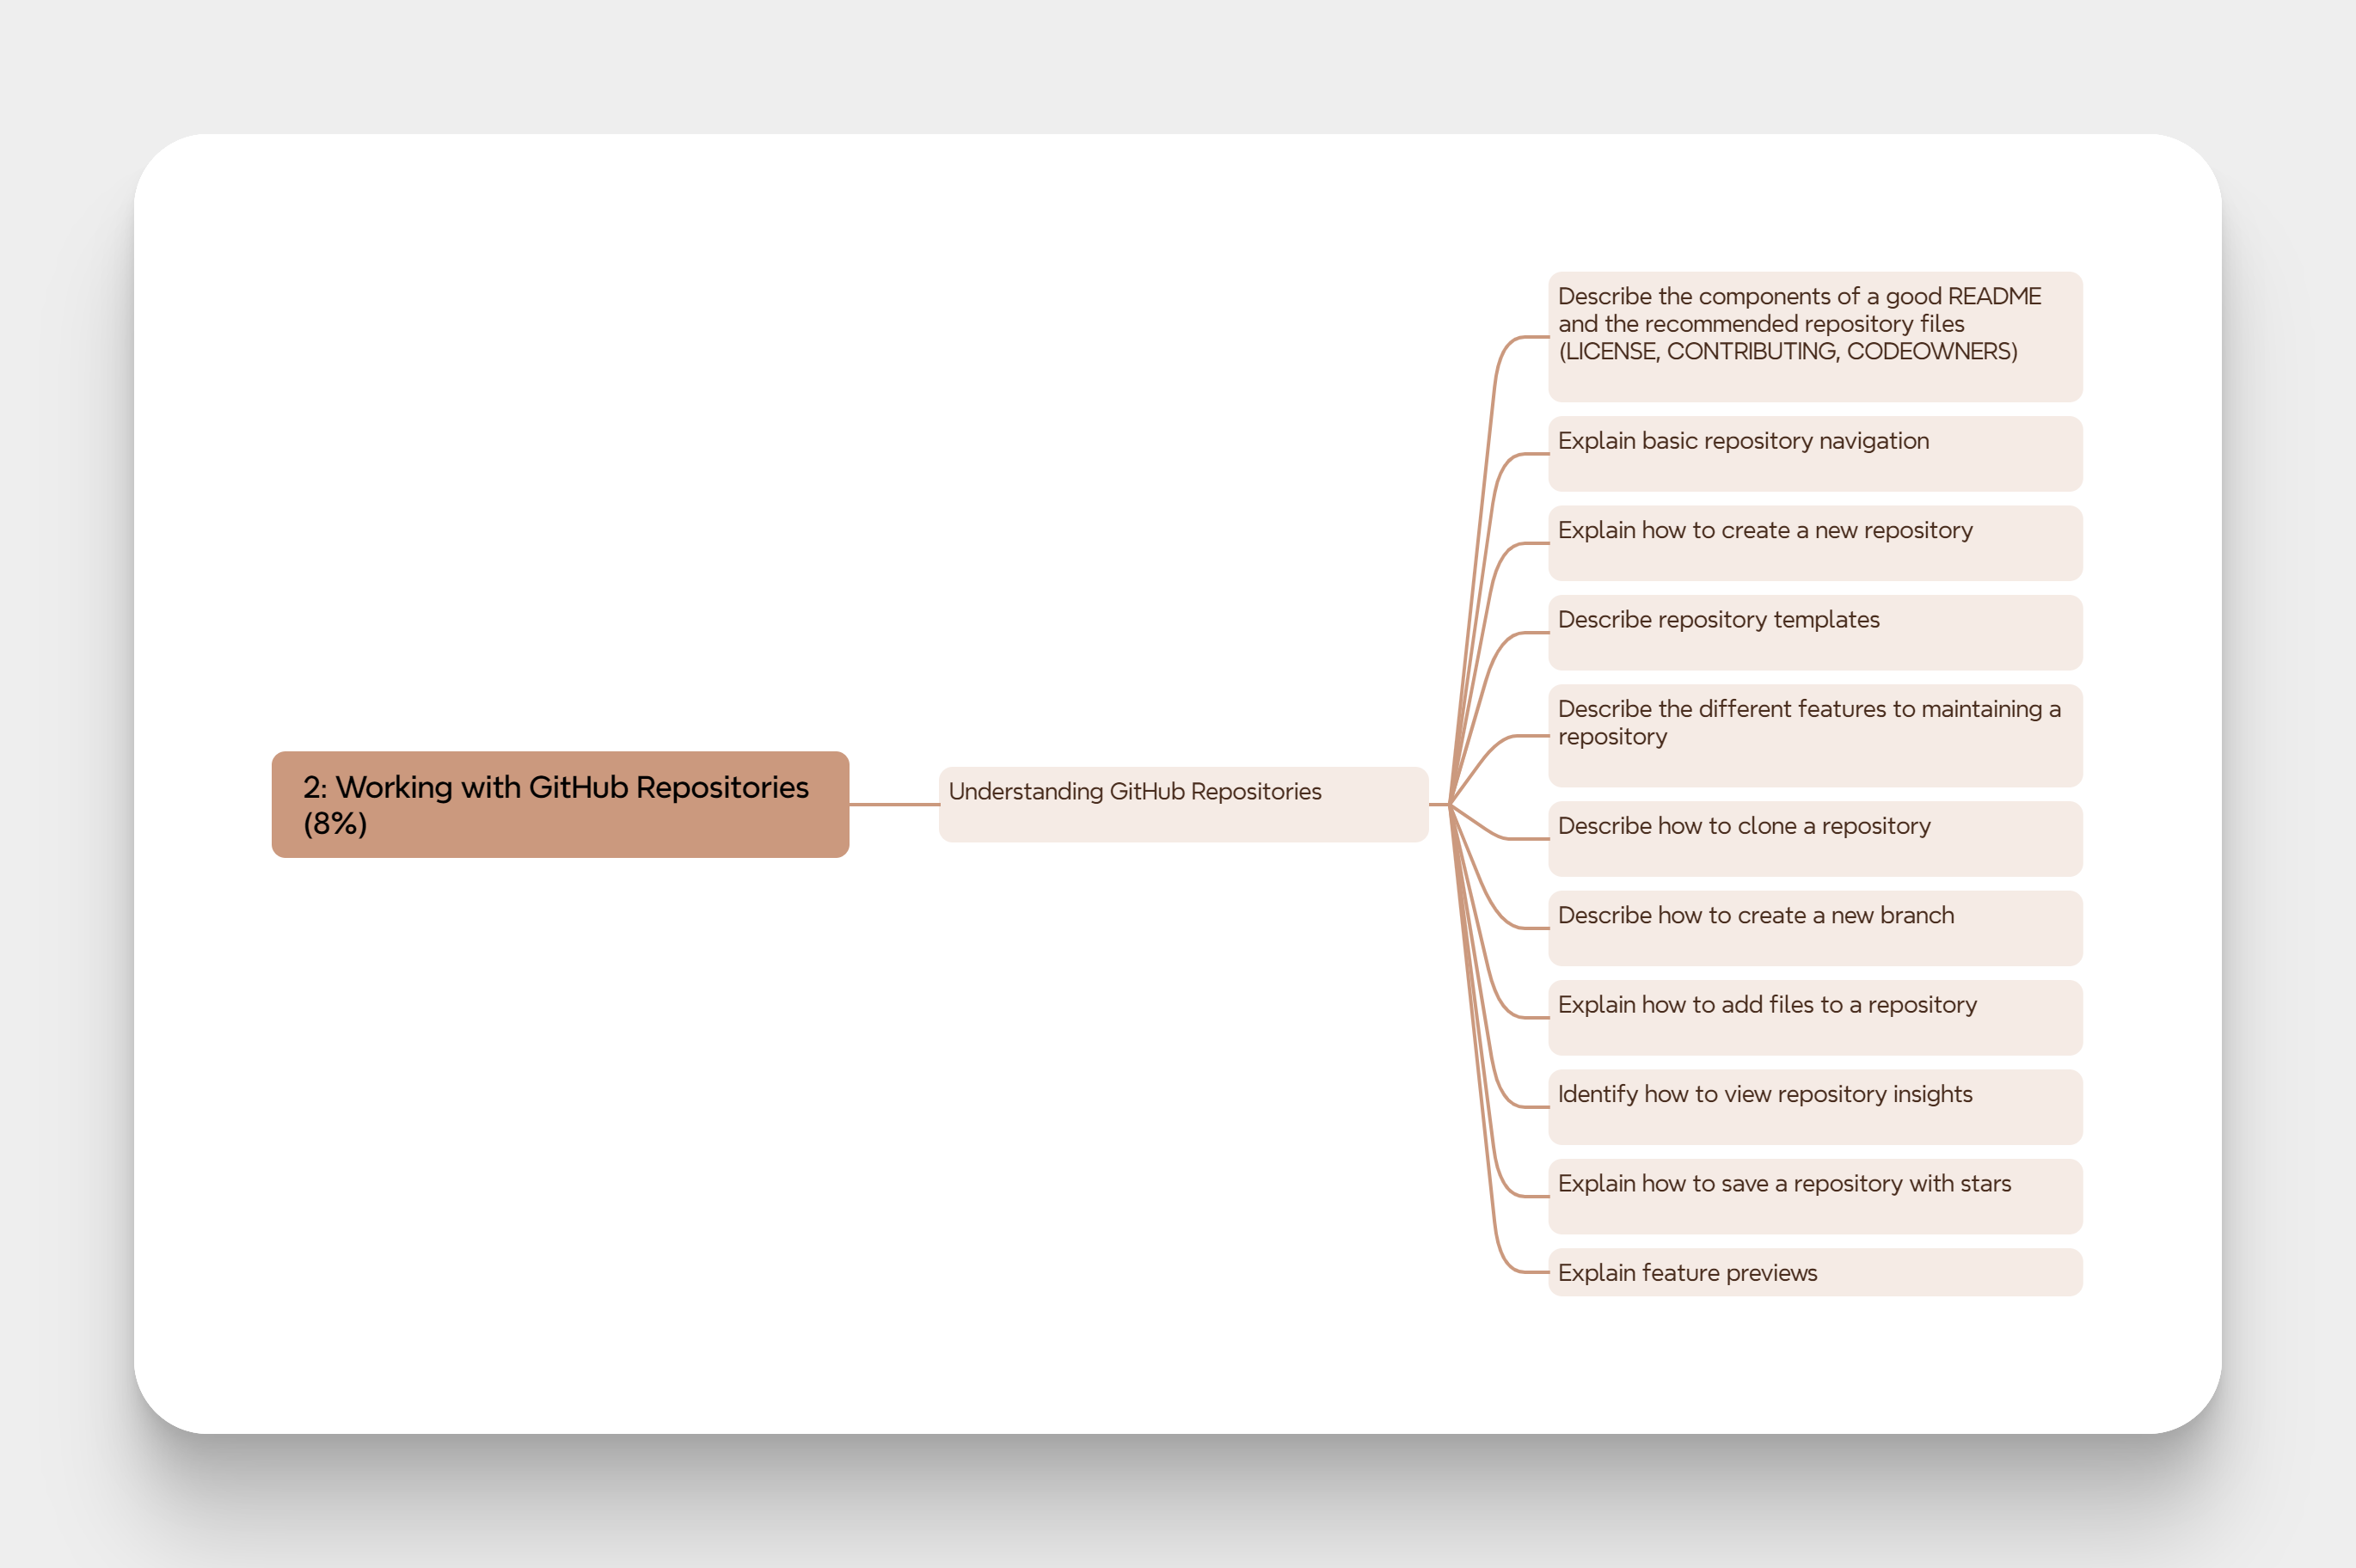 2: Working with GitHub Repositories
(8%)
Understanding GitHub Repositories
Describe the components of a good README
and the recommended repository files
(LICENSE, CONTRIBUTING, CODEOWNERS)
Explain basic repository navigation
Explain how to create a new repository
Describe repository templates
Describe the different features to maintaining a
repository
Describe how to clone a repository
Describe how to create a new branch
Explain how to add files to a repository
Identify how to view repository insights
Explain how to save a repository with stars
Explain feature previews